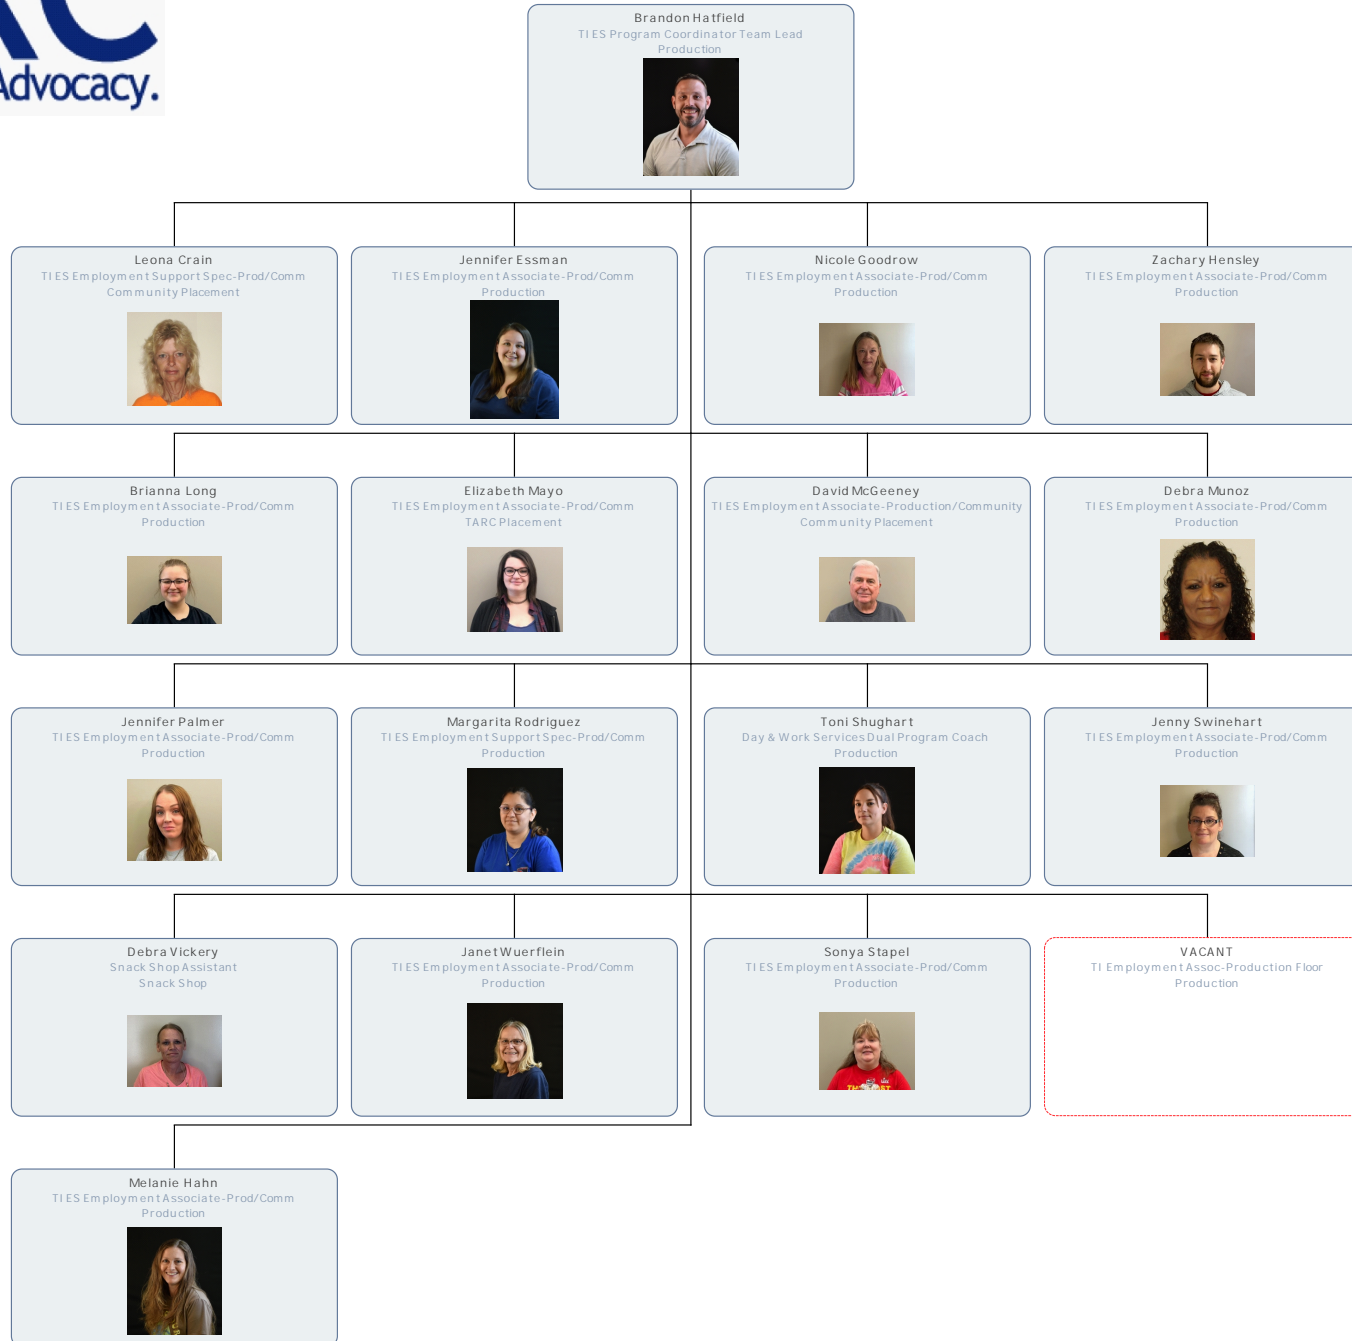 Advocacy.
Brandon Hatfield
TIES Program Coordinator Team Lead
Production
Leona Crain
TIES Employment Support Spec-Prod/Comm
Community Placement
Jennifer Essman
TIES Employment Associate-Prod/Comm
Production
Nicole Goodrow
TIES Employment Associate-Prod/Comm
Production
Zachary Hensley
TIES Employment Associate-Prod/Comm
Production
Brianna Long
TIES Employment Associate-Prod/Comm
Production
Elizabeth Mayo
TIES Employment Associate-Prod/Comm
TARC Placement
David McGeeney
TIES Employment Associate-Production/Community
Community Placement
Debra Munoz
TIES Employment Associate-Prod/Comm
Production
Jennifer Palmer
TIES Employment Associate-Prod/Comm
Production
Margarita Rodriguez
TIES Employment Support Spec-Prod/Comm
Production
Toni Shughart
Day & Work Services Dual Program Coach
Production
Jenny Swinehart
TIES Employment Associate-Prod/Comm
Production
Debra Vickery
Snack Shop Assistant
Snack Shop
Janet Wuerflein
TIES Employment Associate-Prod/Comm
Production
Sonya Stapel
TIES Employment Associate-Prod/Comm
Production
VACANT
TI Employment Assoc-Production Floor
Production
Melanie Hahn
TIES Employment Associate-Prod/Comm
Production